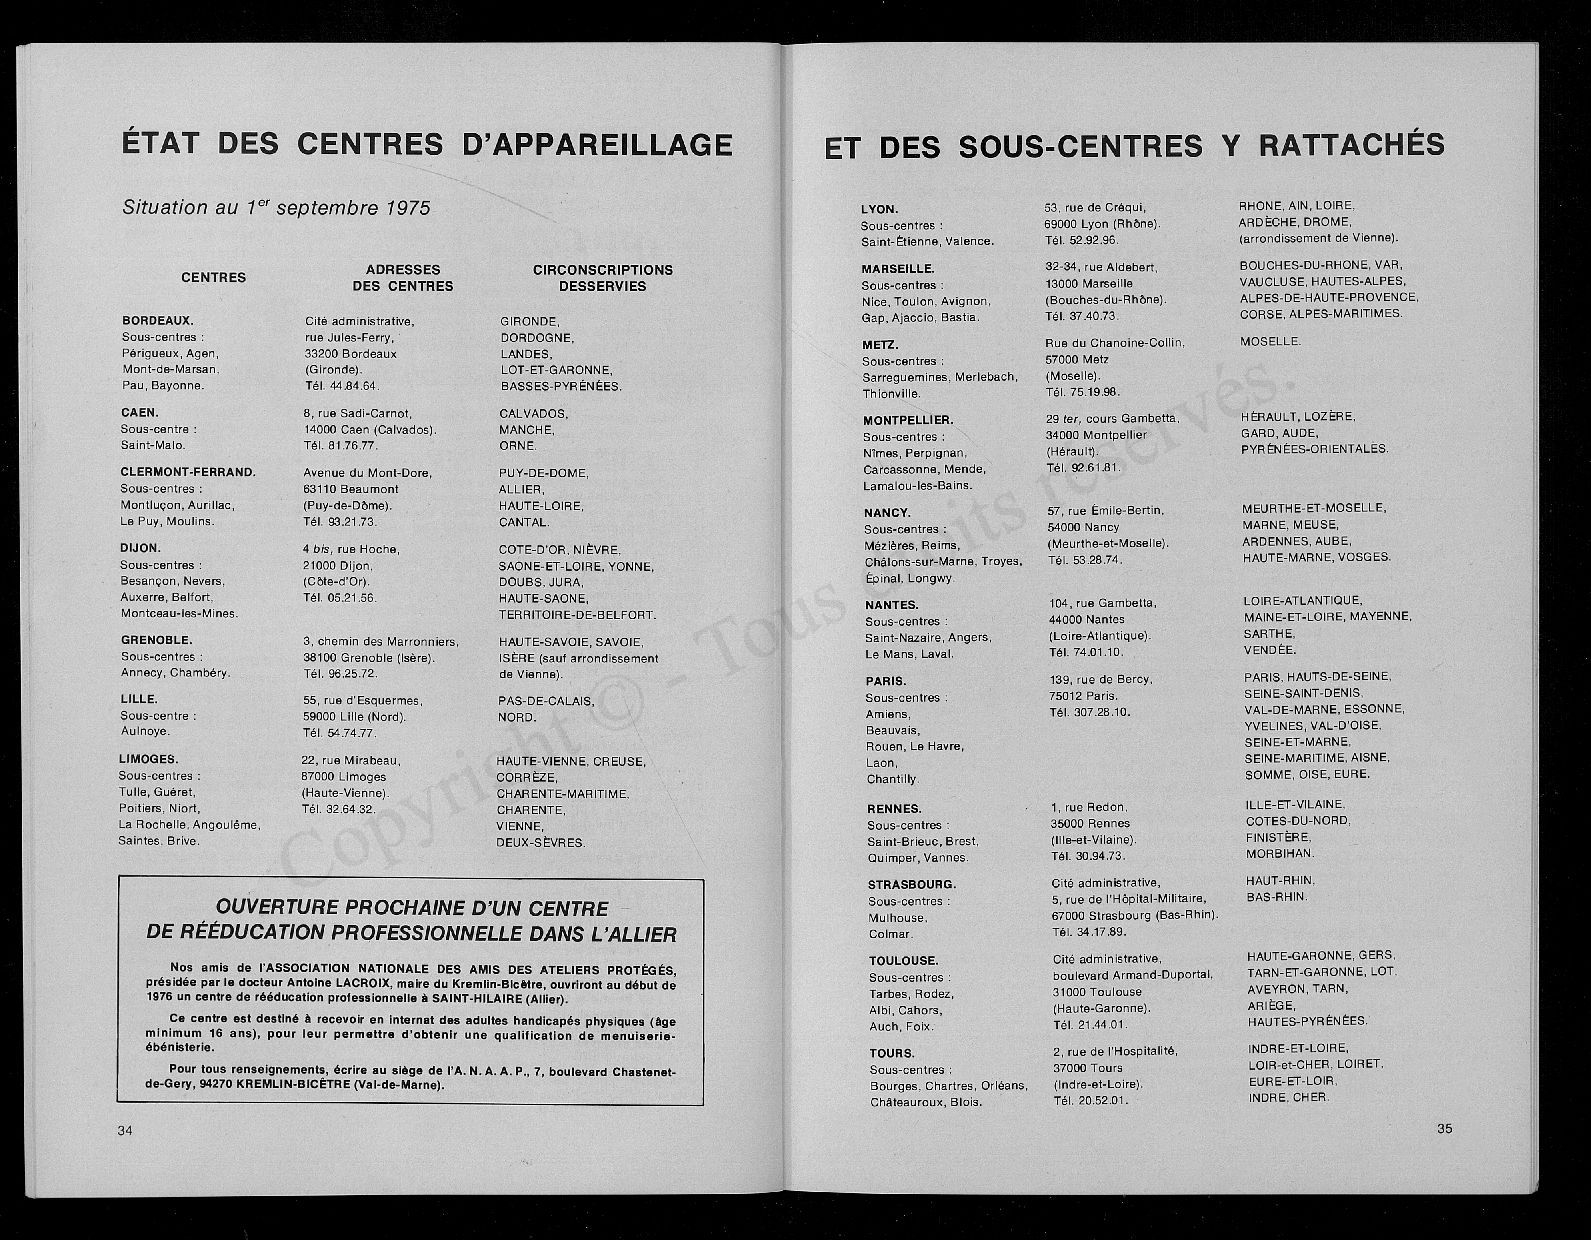 ÉTAT DES CENTRES D'APPAREILLAGE
Situation au 1er septembre 1975
CENTRES
ADRESSES
DES CENTRES
CIRCONSCRIPTIONS
DESSERVIES
BORDEAUX. Cité administrative, GIRONDE,
Sous-centres : rue Jules-Ferry, DORDOGNE,
Périgueux, Agen, 33200 Bordeaux LANDES,
Mont-de-Marsan, (Gironde). LOT-ET-GARONNE,
Pau, Bayonne. Tél. 44.84.64. BASSES-PYRÉNÉES.
CAEN. 8, rue Sadi-Carnot, CALVADOS,
Sous-centre : 14000 Caen (Calvados). MANCHE,
Saint-Malo. Tél. 81.76.77. ORNE.
CLERMONT-FERRAND. Avenue du Mont-Dore, PUY-DE-DOME,
Sous-centres : 63110 Beaumont ALLIER,
Montluçon, Aurillac, (Puy-de-Dôme). HAUTE-LOIRE,
Le Puy, Moulins. Tél. 93.21.73. CANTAL.
DIJON. 4 bis, rue Hoche, COTE-D'OR, NIÈVRE,
Sous-centres : 21000 Dijon, SAONE-ET-LOIRE, YONNE,
Besançon, Nevers, (Côte-d'Or). DOUBS, JURA,
Auxerre, Belfort, Tél. 05.21.56. HAUTE-SAONE,
Montceau-les-Mines. TERRITOIRE-DE-BELFORT.
GRENOBLE. 3, chemin des Marronniers, HAUTE-SAVOIE, SAVOIE,
Sous-centres : 38100 Grenoble (Isère). ISÈRE (sauf arrondissement
Annecy, Chambéry. Tél. 96.25.72. de Vienne).
LILLE. 55, rue d'Esquermes, PAS-DE-CALAIS,
Sous-centre : 59000 Lille (Nord). NORD.
Aulnoye. Tél. 54.74.77.
LIMOGES. 22, rue Mirabeau, HAUTE-VIENNE, CREUSE,
Sous-centres : 87000 Limoges CORRÈZE,
Tulle, Guéret, (Haute-Vienne). CHARENTE-MARITIME,
Poitiers, Niort, Tél. 32.64.32. CHARENTE,
La Rochelle, Angoulême, VIENNE,
Saintes, Brive. DEUX-SÈVRES.
OUVERTURE PROCHAINE D'UN CENTRE
DE RÉÉDUCATION PROFESSIONNELLE DANS L'ALLIER
Nos amis de l'ASSOCIATION NATIONALE DES AMIS DES ATELIERS PROTÉGÉS,
présidée par le docteur Antoine LACROIX, maire du Kremlin-Bicêtre, ouvriront au début de
1976 un centre de rééducation professionnelle à SAINT-HILAIRE (Allier).
Ce centre est destiné à recevoir en internat des adultes handicapés physiques (âge
minimum 16 ans), pour leur permettre d'obtenir une qualification de menuiserie-
ébénisterie.
Pour tous renseignements, écrire au siège de l'A.N.A.A.P., 7, boulevard Chastenet-
de-Gery, 94270 KREMLIN-BICÊTRE (Val-de-Marne).
34
ET DES SOUS-CENTRES Y RATTACHÉS
LYON. 53, rue de Créqui, RHONE, AIN, LOIRE,
Sous-centres : 69000 Lyon (Rhône). ARDÈCHE, DROME,
Saint-Étienne, Valence. Tél. 52.92.96. (arrondissement de Vienne).
MARSEILLE. 32-34, rue Aldebert, BOUCHES-DU-RHONE, VAR,
Sous-centres : 13000 Marseille VAUCLUSE, HAUTES-ALPES,
Nice, Toulon, Avignon, (Bouches-du-Rhône). ALPES-DE-HAUTE-PROVENCE,
Gap, Ajaccio, Bastia. Tél. 37.40.73. CORSE, ALPES-MARITIMES.
METZ. Rue du Chanoine-Collin, MOSELLE.
Sous-centres : 57000 Metz
Sarreguemines, Merlebach, (Moselle).
Thionville. Tél. 75.19.98.
MONTPELLIER. 29 ter, cours Gambetta, HÉRAULT, LOZÈRE,
Sous-centres : 34000 Montpellier GARD, AUDE,
Nîmes, Perpignan, (Hérault). PYRÉNÉES-ORIENTALES.
Carcassonne, Mende, Tél. 92.61.81.
Lamalou-les-Bains.
NANCY. 57, rue Émile-Bertin, MEURTHE-ET-MOSELLE,
Sous-centres : 54000 Nancy MARNE, MEUSE,
Mézières, Reims, (Meurthe-et-Moselle). ARDENNES, AUBE,
Châlons-sur-Marne, Troyes, Tél. 53.28.74. HAUTE-MARNE, VOSGES.
Épinal, Longwy.
NANTES. 104, rue Gambetta, LOIRE-ATLANTIQUE,
Sous-centres : 44000 Nantes MAINE-ET-LOIRE, MAYENNE,
Saint-Nazaire, Angers, (Loire-Atlantique). SARTHE,
Le Mans, Laval. Tél. 74.01.10. VENDÉE.
PARIS. 139, rue de Bercy, PARIS, HAUTS-DE-SEINE,
Sous-centres : 75012 Paris. SEINE-SAINT-DENIS,
Amiens, Tél. 307.28.10. VAL-DE-MARNE, ESSONNE,
Beauvais, YVELINES, VAL-D'OISE,
Rouen, Le Havre, SEINE-ET-MARNE,
Laon, SEINE-MARITIME, AISNE,
Chantilly. SOMME, OISE, EURE.
RENNES. 1, rue Redon, ILLE-ET-VILAINE,
Sous-centres : 35000 Rennes COTES-DU-NORD,
Saint-Brieuc, Brest, (Ille-et-Vilaine). FINISTÈRE,
Quimper, Vannes. Tél. 30.94.73. MORBIHAN.
STRASBOURG. Cité administrative, HAUT-RHIN,
Sous-centres : 5, rue de l'Hôpital-Militaire, BAS-RHIN.
Mulhouse, 67000 Strasbourg (Bas-Rhin).
Colmar. Tél. 34.17.89.
TOULOUSE. Cité administrative, HAUTE-GARONNE, GERS,
Sous-centres : boulevard Armand-Duportal, TARN-ET-GARONNE, LOT,
Tarbes, Rodez, 31000 Toulouse AVEYRON, TARN,
Albi, Cahors, (Haute-Garonne). ARIÈGE,
Auch, Foix. Tél. 21.44.01. HAUTES-PYRÉNÉES.
TOURS. 2, rue de l'Hospitalité, INDRE-ET-LOIRE,
Sous-centres : 37000 Tours LOIR-et-CHER, LOIRET,
Bourges, Chartres, Orléans, (Indre-et-Loire). EURE-ET-LOIR,
Châteauroux, Blois. Tél. 20.52.01. INDRE, CHER.
35
Copyright © - Tous droits réservés.